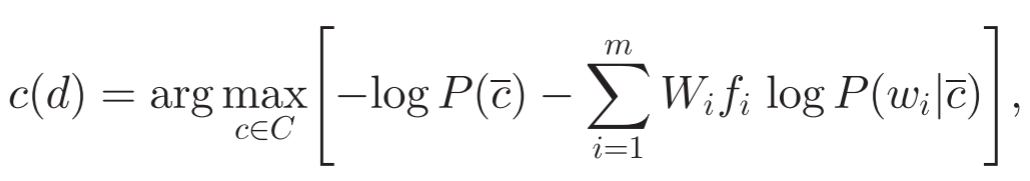 c(d) = arg max_{c∈C} [ −log P(c̅) − ∑_{i=1}^{m} W_i f_i log P(w_i|c̅) ],